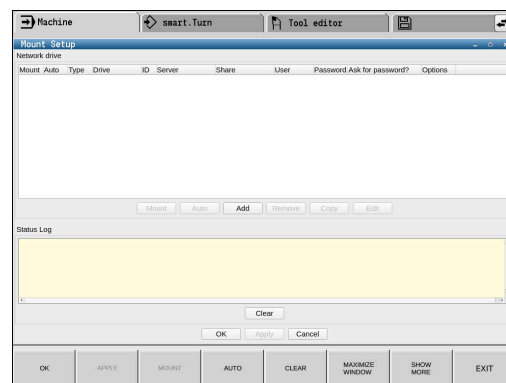 Machine smart.Turn Tool editor
Mount Setup
Network drive
Mount Auto Type Drive ID Server Share User Password Ask for password? Options
Mount Auto Add Remove Copy Edit
Status Log
Clear
OK Apply Cancel
OK APPLY MOUNT AUTO CLEAR MAXIMIZE WINDOW SHOW MORE EXIT